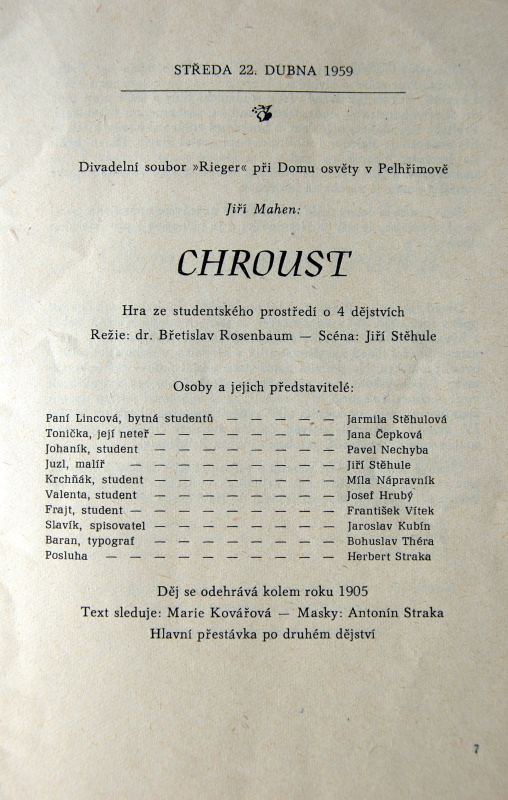 STŘEDA 22. DUBNA 1959
Divadelní soubor »Rieger« při Domu osvěty v Pelhřimově
Jiří Mahen:
CHROUST
Hra ze studentského prostředí o 4 dějstvích
Režie: dr. Břetislav Rosenbaum — Scéna: Jiří Stěhule
Osoby a jejich představitelé:
Paní Lincová, bytná studentů — — — — — Jarmila Stěhulová
Tonička, její neteř — — — — — — — — Jana Čepková
Johaník, student — — — — — — — — Pavel Nechyba
Juzl, malíř — — — — — — — — — Jiří Stěhule
Krchňák, student — — — — — — — — Míla Nápravník
Valenta, student — — — — — — — — Josef Hrubý
Frajt, student — — — — — — — — — František Vítek
Slavík, spisovatel — — — — — — — — Jaroslav Kubín
Baran, typograf — — — — — — — — Bohuslav Théra
Posluha — — — — — — — — — — Herbert Straka
Děj se odehrává kolem roku 1905
Text sleduje: Marie Kovářová — Masky: Antonín Straka
Hlavní přestávka po druhém dějství
7